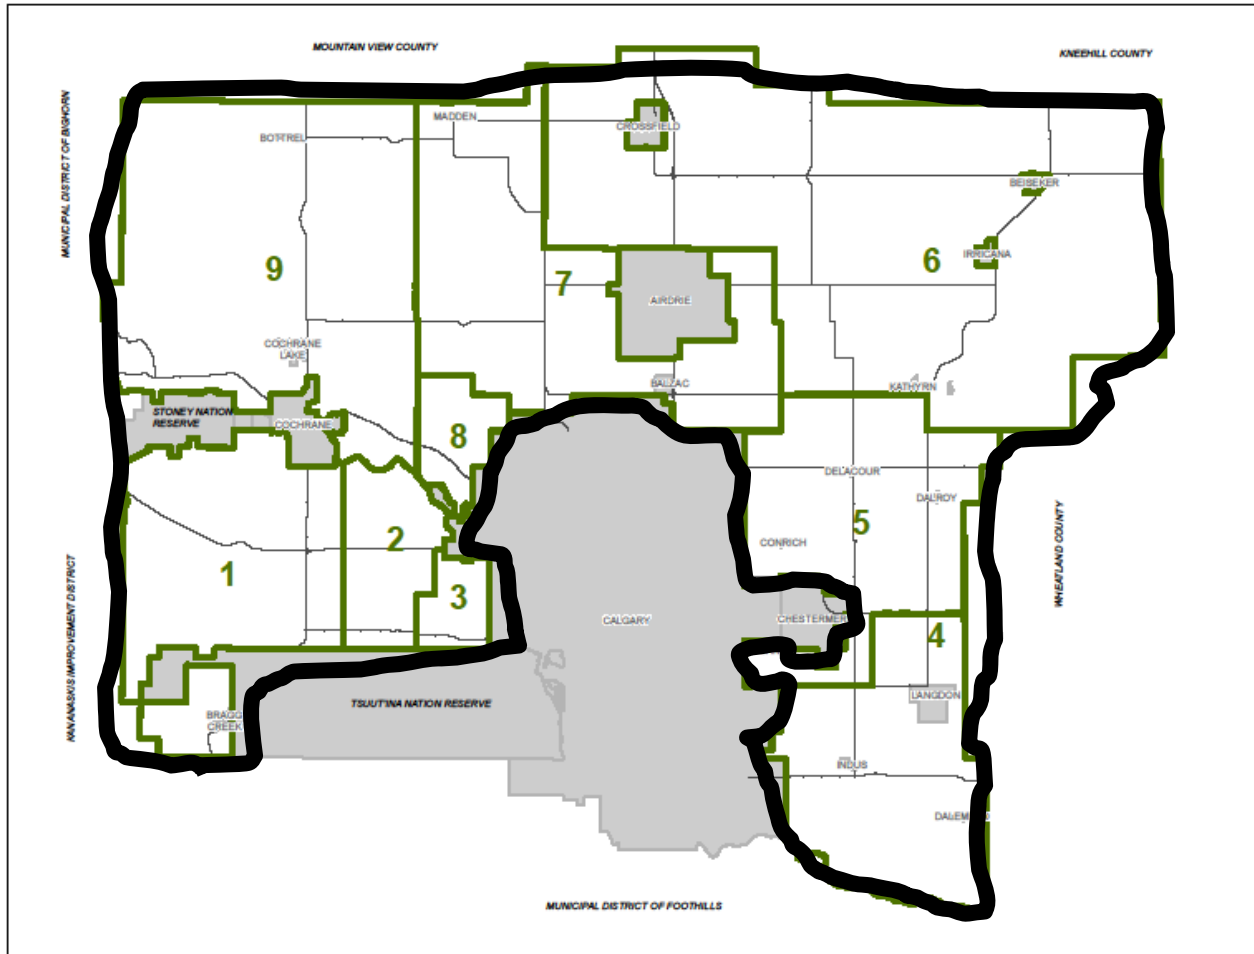 MOUNTAIN VIEW COUNTY
KNEEHILL COUNTY
MUNICIPAL DISTRICT OF BIGHORN
MADDEN
CROSSFIELD
BOTTREL
BEISEKER
IRRICANA
9
6
7
AIRDRIE
COCHRANE
LAKE
BALZAC
KATHYRN
STONEY NATION
RESERVE
COCHRANE
8
DELACOUR
DALROY
5
2
CONRICH
WHEATLAND COUNTY
1
3
KANANASKIS IMPROVEMENT DISTRICT
CALGARY
CHESTERMER
4
LANGDON
TSUUT'INA NATION RESERVE
BRAGG
CREEK
INDUS
DALEM
MUNICIPAL DISTRICT OF FOOTHILLS